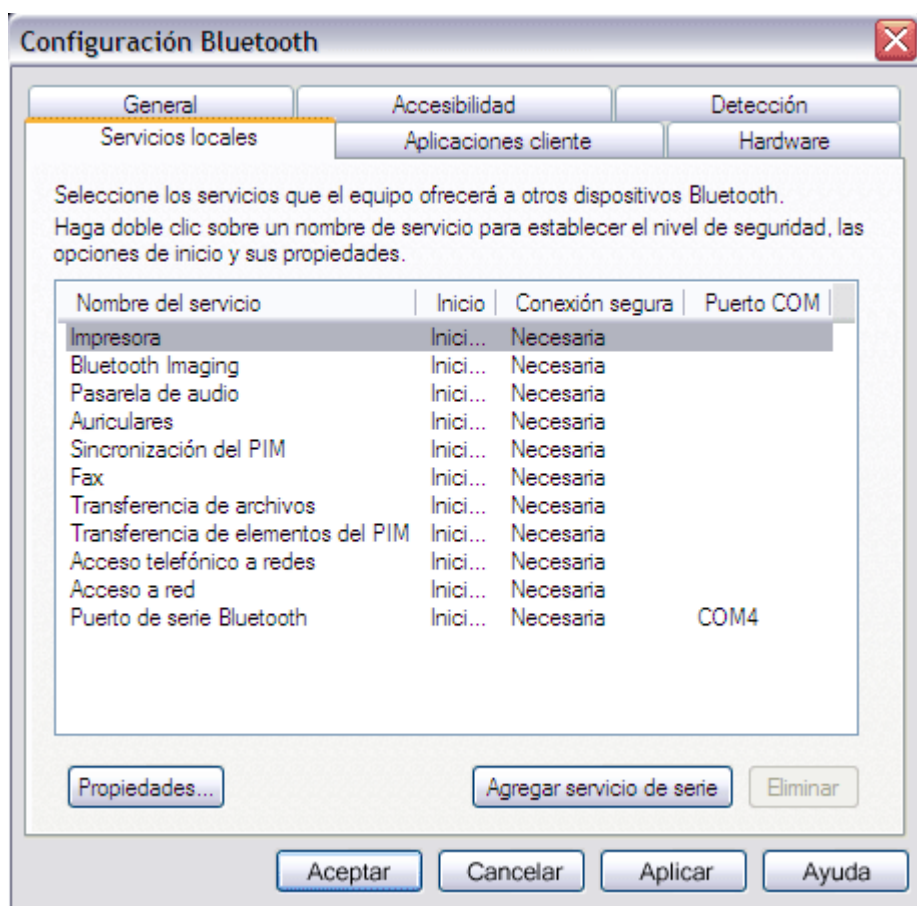 Configuración Bluetooth
General Accesibilidad Detección
Servicios locales Aplicaciones cliente Hardware
Seleccione los servicios que el equipo ofrecerá a otros dispositivos Bluetooth.
Haga doble clic sobre un nombre de servicio para establecer el nivel de seguridad, las
opciones de inicio y sus propiedades.
Nombre del servicio Inicio Conexión segura Puerto COM
Impresora Inici... Necesaria
Bluetooth Imaging Inici... Necesaria
Pasarela de audio Inici... Necesaria
Auriculares Inici... Necesaria
Sincronización del PIM Inici... Necesaria
Fax Inici... Necesaria
Transferencia de archivos Inici... Necesaria
Transferencia de elementos del PIM Inici... Necesaria
Acceso telefónico a redes Inici... Necesaria
Acceso a red Inici... Necesaria
Puerto de serie Bluetooth Inici... Necesaria COM4
Propiedades... Agregar servicio de serie Eliminar
Aceptar Cancelar Aplicar Ayuda